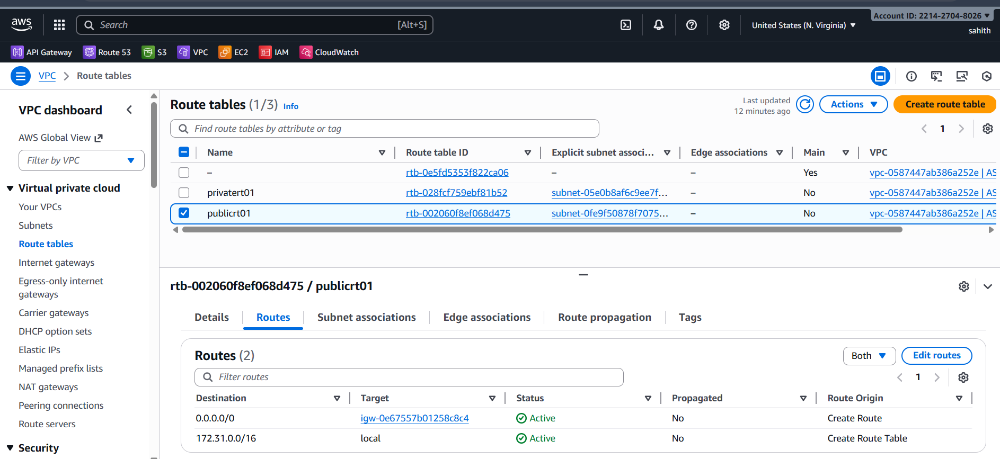 Account ID: 2214-2704-8026
aws
Search [Alt+S]
United States (N. Virginia)
sahith
API Gateway Route 53 S3 VPC EC2 IAM CloudWatch
VPC Route tables
VPC dashboard
AWS Global View
Filter by VPC
Virtual private cloud
Your VPCs
Subnets
Route tables
Internet gateways
Egress-only internet
gateways
Carrier gateways
DHCP option sets
Elastic IPs
Managed prefix lists
NAT gateways
Peering connections
Route servers
Security
Route tables (1/3) Info
Last updated
12 minutes ago
Actions
Create route table
Find route tables by attribute or tag
1
Name Route table ID Explicit subnet associ... Edge associations Main VPC
– rtb-0e5fd5353f822ca06 – – Yes vpc-0587447ab386a252e | AS
privatert01 rtb-028fcf759ebf81b52 subnet-05e0b8af6c9ee7f... – No vpc-0587447ab386a252e | AS
publicrt01 rtb-002060f8ef068d475 subnet-0fe9f50878f7075... – No vpc-0587447ab386a252e | AS
rtb-002060f8ef068d475 / publicrt01
Details Routes Subnet associations Edge associations Route propagation Tags
Routes (2)
Both
Edit routes
Filter routes
1
Destination Target Status Propagated Route Origin
0.0.0.0/0 igw-0e67557b01258c8c4 Active No Create Route
172.31.0.0/16 local Active No Create Route Table